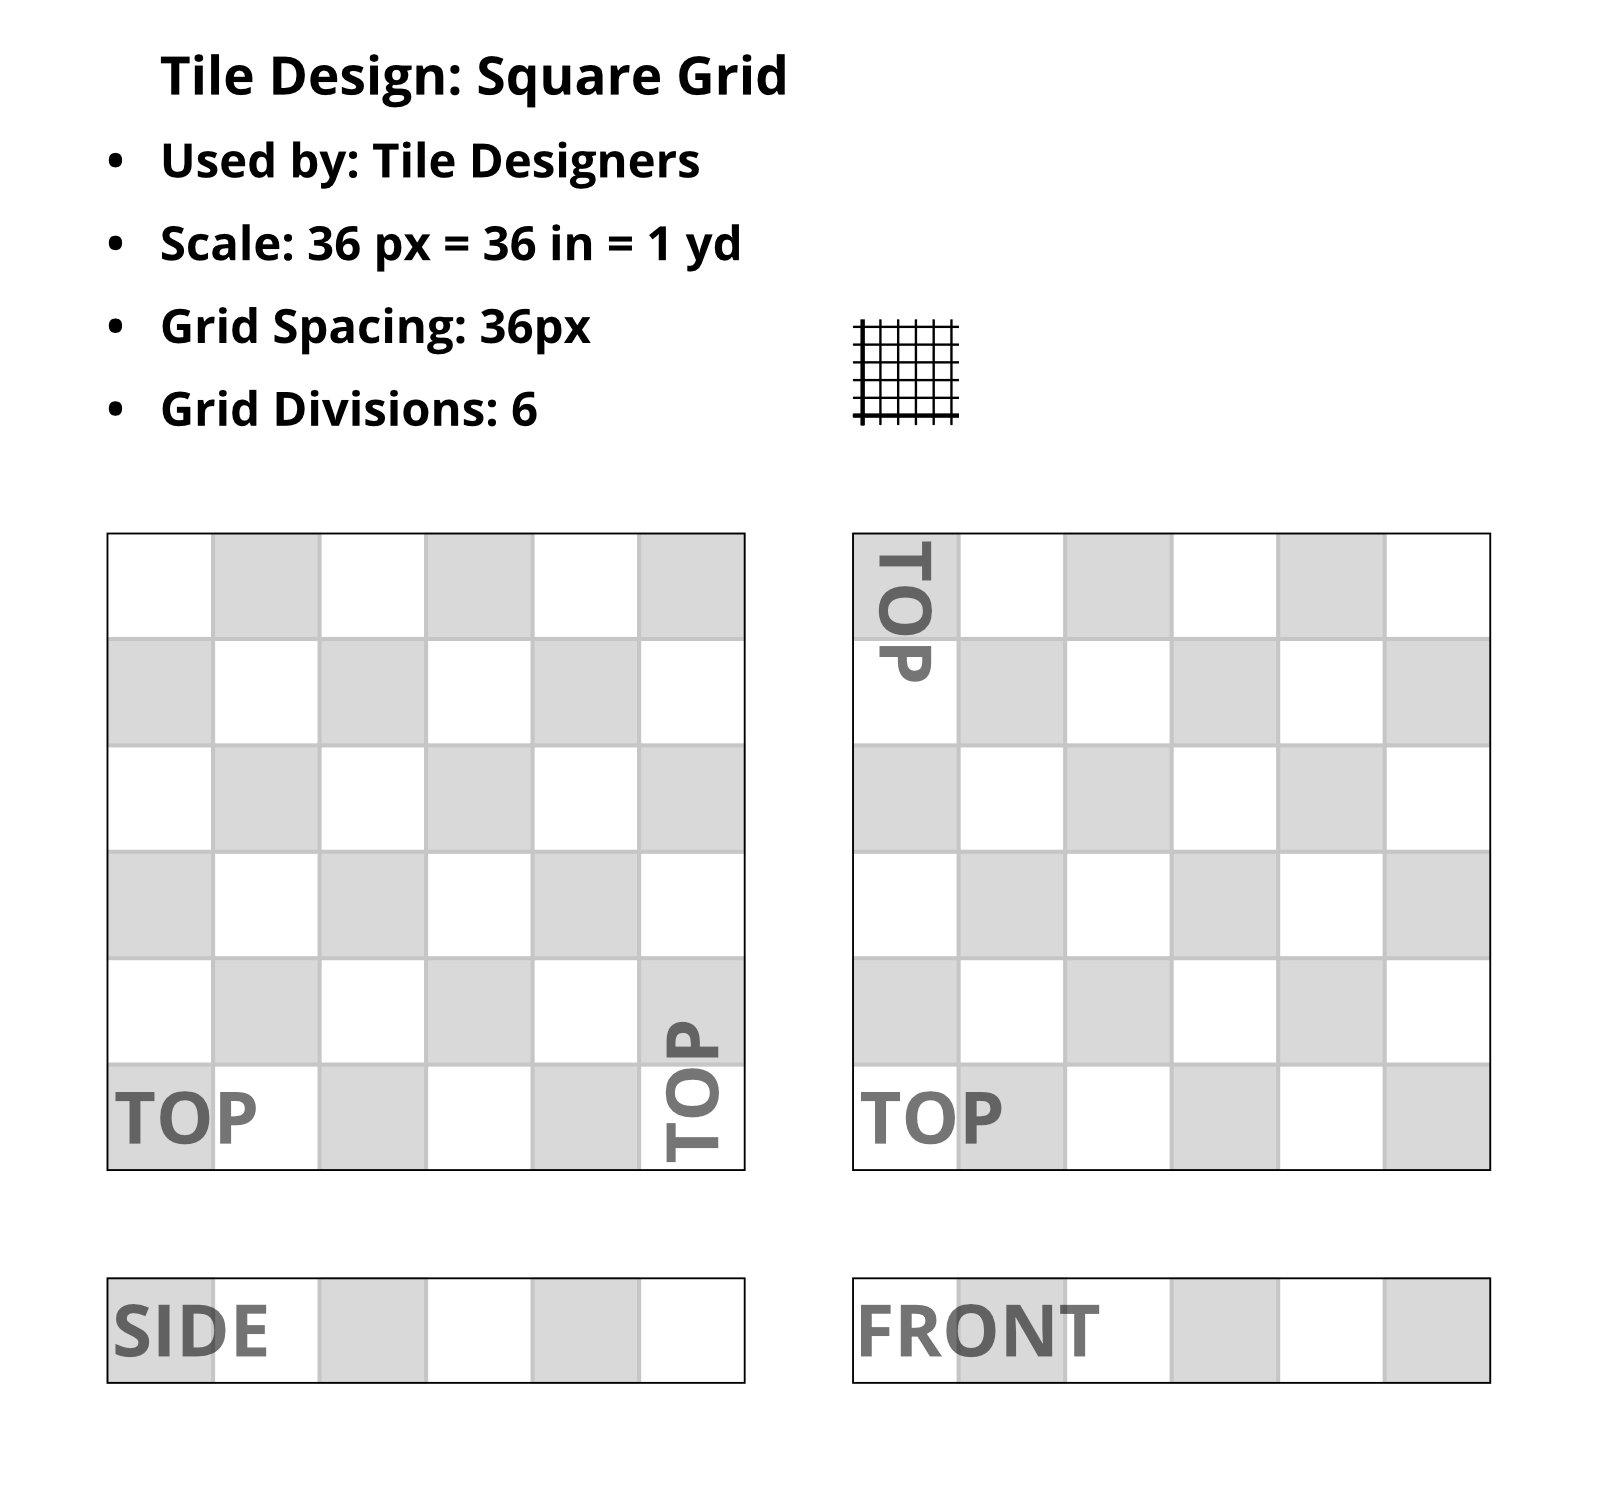 Tile Design: Square Grid
• Used by: Tile Designers
• Scale: 36 px = 36 in = 1 yd
• Grid Spacing: 36px
• Grid Divisions: 6
TOP
TOP
TOP
TOP
SIDE
FRONT